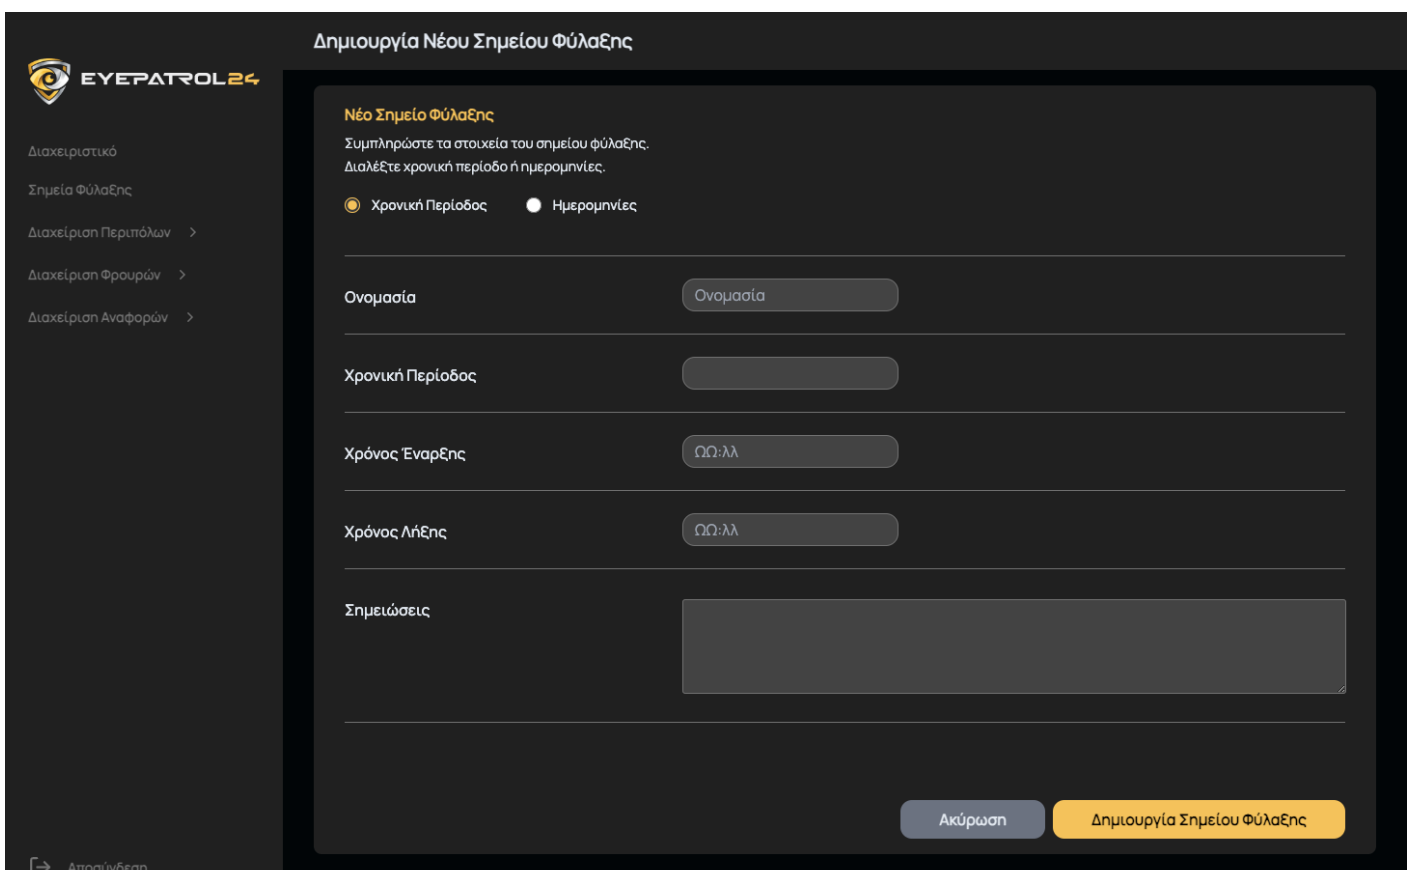 Δημιουργία Νέου Σημείου Φύλαξης
EYEPATROL24
Διαχειριστικό
Σημεία Φύλαξης
Διαχείριση Περιπόλων
Διαχείριση Φρουρών
Διαχείριση Αναφορών
Αποσύνδεση
Νέο Σημείο Φύλαξης
Συμπληρώστε τα στοιχεία του σημείου φύλαξης.
Διαλέξτε χρονική περίοδο ή ημερομηνίες.
Χρονική Περίοδος Ημερομηνίες
Ονομασία Ονομασία
Χρονική Περίοδος
Χρόνος Έναρξης ΩΩ:λλ
Χρόνος Λήξης ΩΩ:λλ
Σημειώσεις
Ακύρωση Δημιουργία Σημείου Φύλαξης